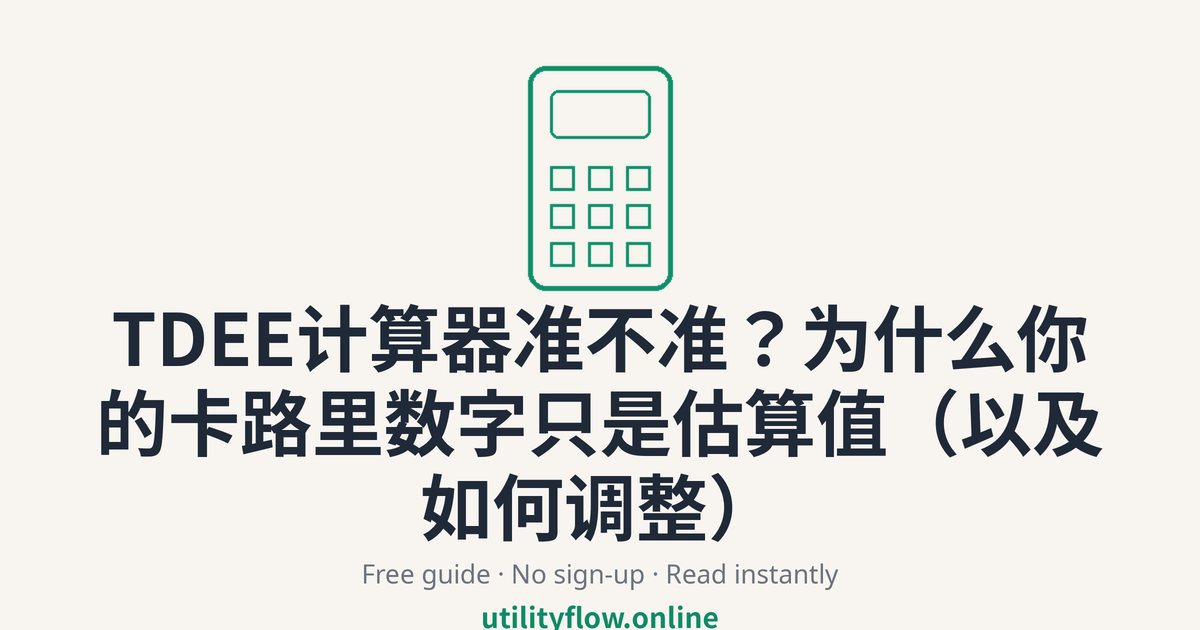 TDEE计算器准不准？为什么你
的卡路里数字只是估算值（以及
如何调整）
Free guide · No sign-up · Read instantly
utilityflow.online